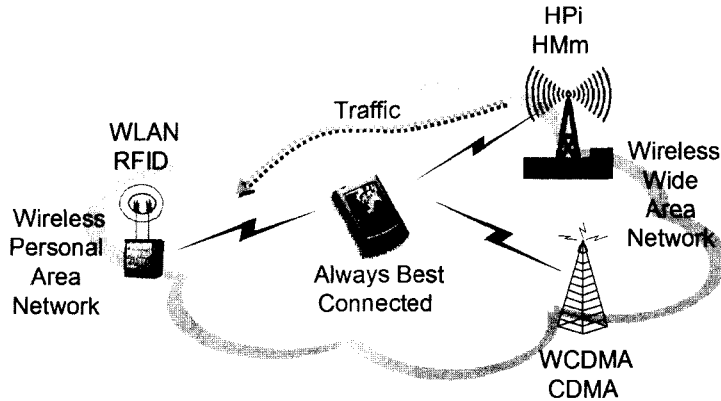 HPi
HMm
Traffic
WLAN
RFID
Wireless
Personal
Area
Network
Wireless
Wide
Area
Network
Always Best
Connected
WCDMA
CDMA